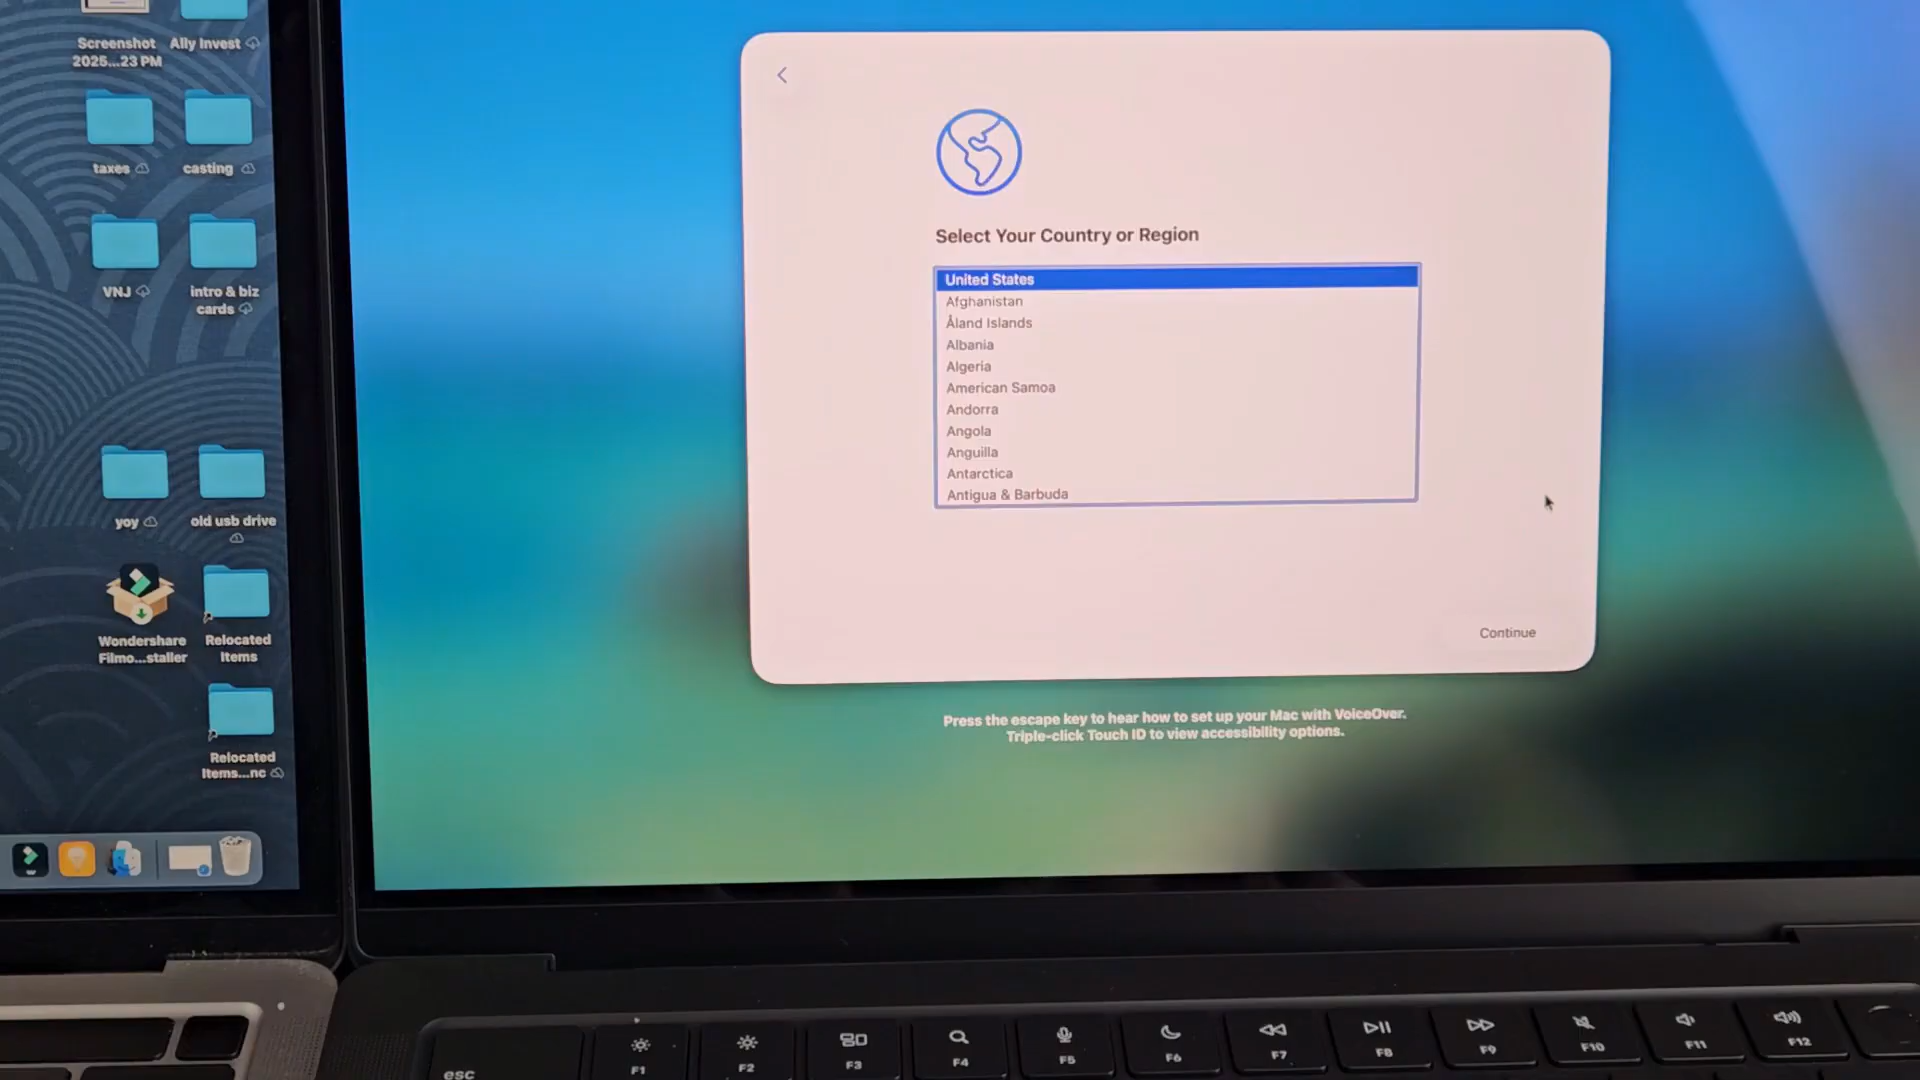 Screenshot
2025...23 PM
Ally Invest
taxes
casting
VNJ
intro & biz
cards
yoy
old usb drive
Wondershare
Filmo...staller
Relocated
Items
Relocated
Items...nc
Select Your Country or Region
United States
Afghanistan
Åland Islands
Albania
Algeria
American Samoa
Andorra
Angola
Anguilla
Antarctica
Antigua & Barbuda
Continue
Press the escape key to hear how to set up your Mac with VoiceOver.
Triple-click Touch ID to view accessibility options.
esc
F1
F2
F3
F4
F5
F6
F7
F8
F9
F10
F11
F12